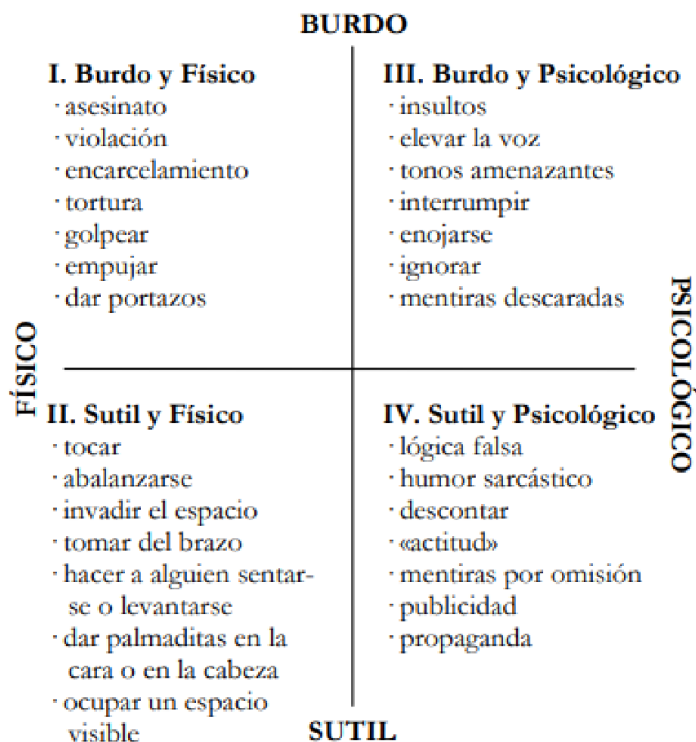 BURDO
I. Burdo y Físico
· asesinato
· violación
· encarcelamiento
· tortura
· golpear
· empujar
· dar portazos
III. Burdo y Psicológico
· insultos
· elevar la voz
· tonos amenazantes
· interrumpir
· enojarse
· ignorar
· mentiras descaradas
FÍSICO
PSICOLÓGICO
II. Sutil y Físico
· tocar
· abalanzarse
· invadir el espacio
· tomar del brazo
· hacer a alguien sentar-
se o levantarse
· dar palmaditas en la
cara o en la cabeza
· ocupar un espacio
visible
IV. Sutil y Psicológico
· lógica falsa
· humor sarcástico
· descontar
· «actitud»
· mentiras por omisión
· publicidad
· propaganda
SUTIL